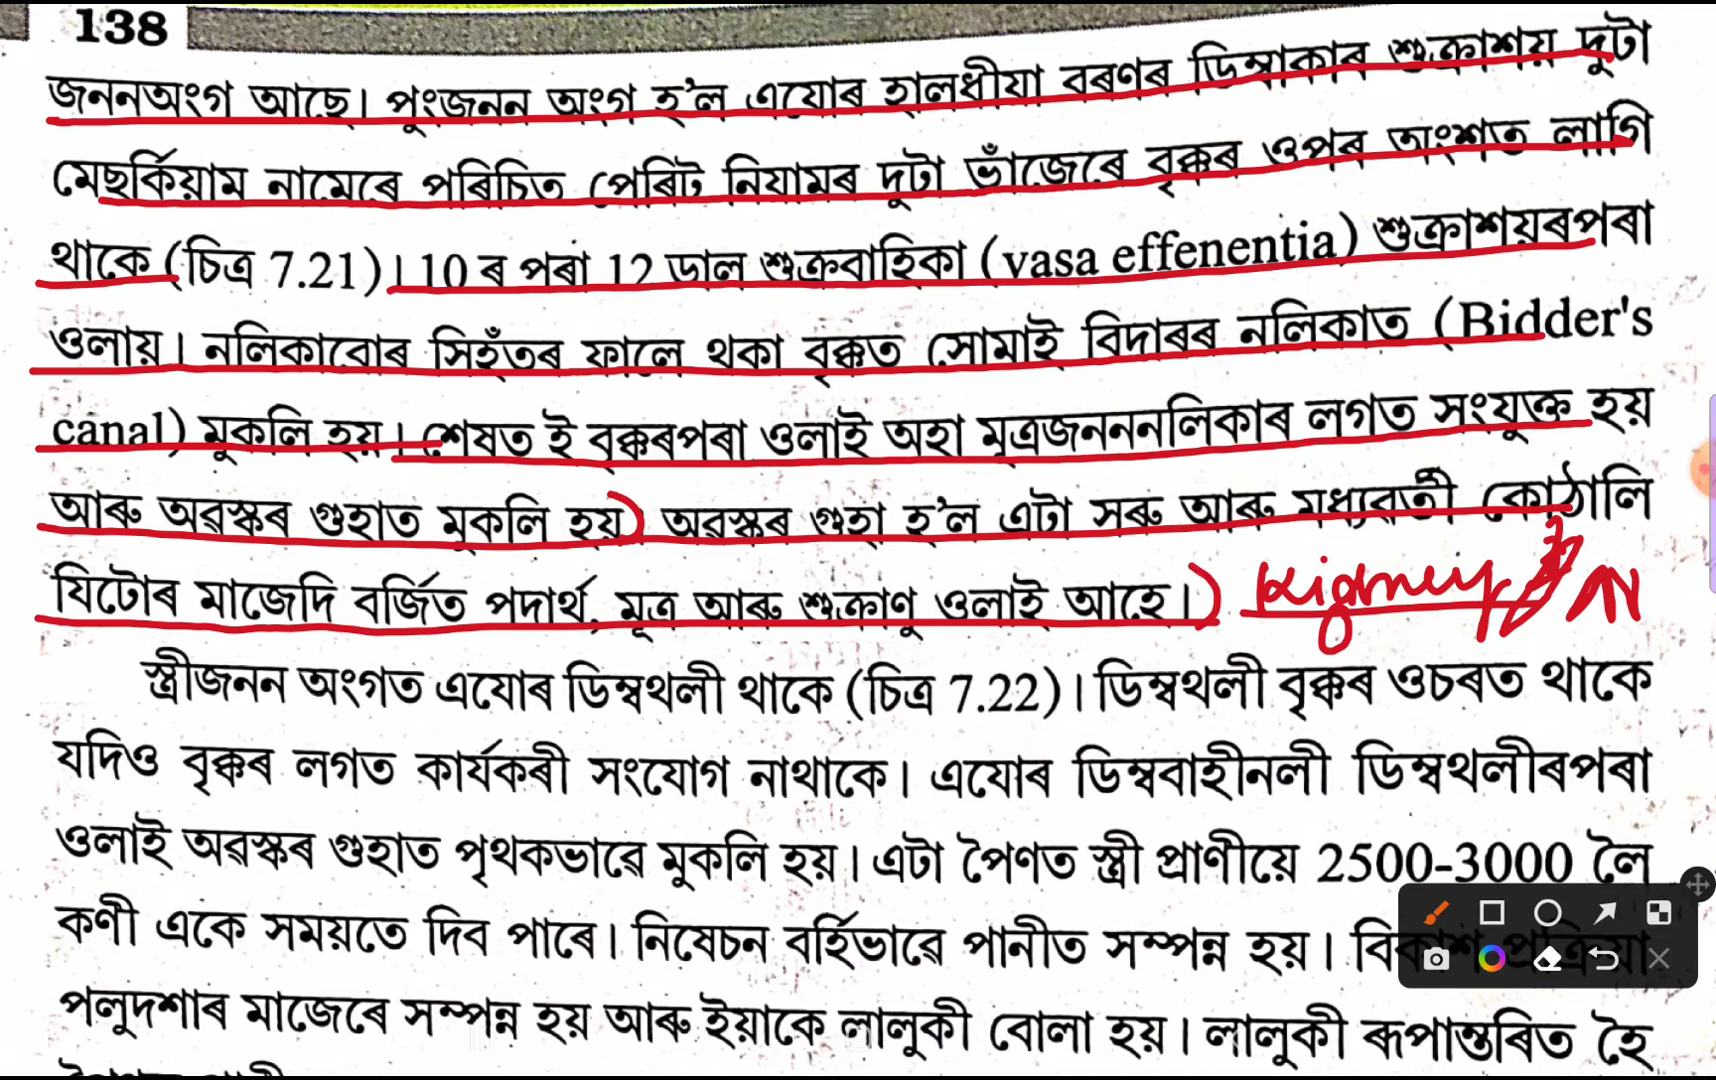 138
জননঅংগ আছে। পুংজনন অংগ হ'ল এযোৰ হালধীয়া বৰণৰ ডিম্বাকাৰ শুক্ৰাশয় দুটা
মেছৰ্কিয়াম নামেৰে পৰিচিত পেৰিট নিয়ামৰ দুটা ভাঁজেৰে বৃক্কৰ ওপৰ অংশত লাগি
থাকে (চিত্ৰ 7.21)। 10 ৰ পৰা 12 ডাল শুক্ৰবাহিকা (vasa effenentia) শুক্ৰাশয়ৰপৰা
ওলায়। নলিকাবোৰ সিহঁতৰ ফালে থকা বৃক্কত সোমাই বিদাৰৰ নলিকাত (Bidder's
canal) মুকলি হয়। শেষত ই বৃক্কৰপৰা ওলাই অহা মূত্ৰজনননলিকাৰ লগত সংযুক্ত হয়
আৰু অৱস্কৰ গুহাত মুকলি হয়) অৱস্কৰ গুহা হ'ল এটা সৰু আৰু মধ্যবৰ্তী কোঠালি
যিটোৰ মাজেদি বৰ্জিত পদাৰ্থ, মূত্ৰ আৰু শুক্ৰাণু ওলাই আহে।)
স্ত্ৰীজনন অংগত এযোৰ ডিম্বথলী থাকে (চিত্ৰ 7.22)। ডিম্বথলী বৃক্কৰ ওচৰত থাকে
যদিও বৃক্কৰ লগত কাৰ্যকৰী সংযোগ নাথাকে। এযোৰ ডিম্ববাহীনলী ডিম্বথলীৰপৰা
ওলাই অৱস্কৰ গুহাত পৃথকভাৱে মুকলি হয়। এটা পৈণত স্ত্ৰী প্ৰাণীয়ে 2500-3000 লৈ
কণী একে সময়তে দিব পাৰে। নিষেচন বৰ্হিভাৱে পানীত সম্পন্ন হয়। বিকাশ প্ৰক্ৰিয়া
পলুদশাৰ মাজেৰে সম্পন্ন হয় আৰু ইয়াকে লালুকী বোলা হয়। লালুকী ৰূপান্তৰিত হৈ